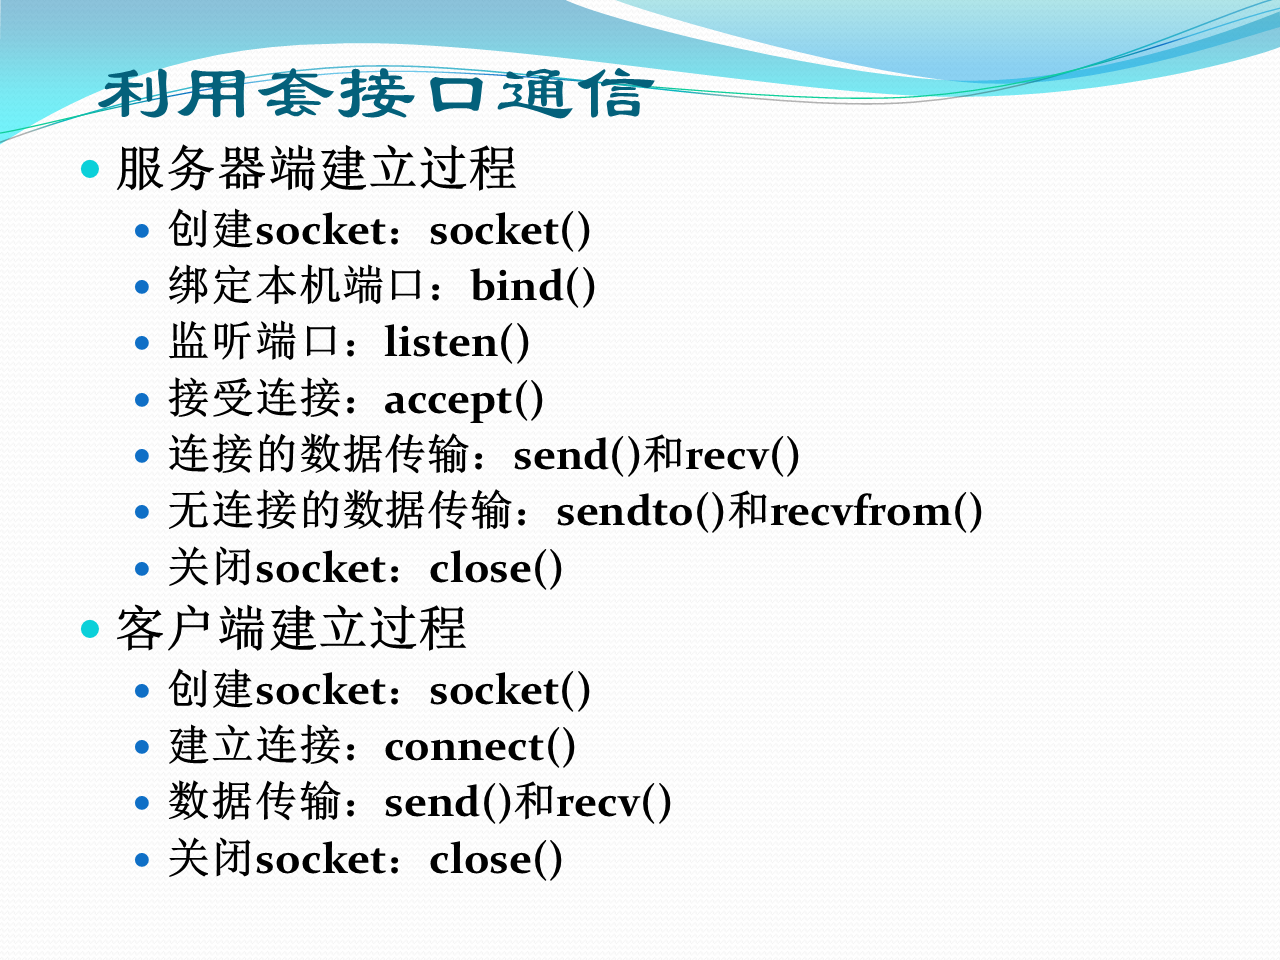 利用套接口通信
服务器端建立过程
创建socket：socket()
绑定本机端口：bind()
监听端口：listen()
接受连接：accept()
连接的数据传输：send()和recv()
无连接的数据传输：sendto()和recvfrom()
关闭socket：close()
客户端建立过程
创建socket：socket()
建立连接：connect()
数据传输：send()和recv()
关闭socket：close()